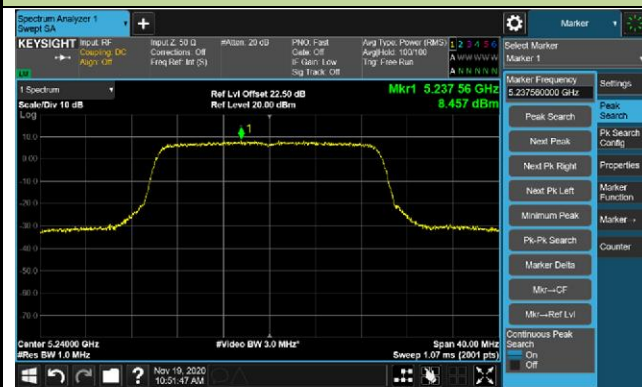 Spectrum Analyzer 1
Swept SA
Marker
KEYSIGHT
Input: RF
Coupling: DC
Align: Off
Input Z: 50 Ω
Corrections: Off
Freq Ref: Int (S)
#Atten: 20 dB
PNO: Fast
Gate: Off
IF Gain: Low
Sig Track: Off
Avg Type: Power (RMS)
Avg|Hold: 100/100
Trig: Free Run
1 2 3 4 5 6
A W W W W W
A N N N N N
Select Marker
Marker 1
1 Spectrum
Scale/Div 10 dB
Log
Ref Lvl Offset 22.50 dB
Ref Level 20.00 dBm
Mkr1 5.237 56 GHz
8.457 dBm
Marker Frequency
5.237560000 GHz
Settings
Peak Search
Peak
Search
Next Peak
Pk Search
Config
Next Pk Right
Properties
Next Pk Left
Marker
Function
Minimum Peak
Marker→
Pk-Pk Search
Counter
Marker Delta
Mkr→CF
Mkr→Ref Lvl
Continuous Peak
Search
On
Off
1
10.0
0.00
-10.0
-20.0
-30.0
-40.0
-50.0
-60.0
-70.0
Center 5.24000 GHz
#Res BW 1.0 MHz
#Video BW 3.0 MHz*
Span 40.00 MHz
Sweep 1.07 ms (2001 pts)
?
Nov 19, 2020
10:51:47 AM